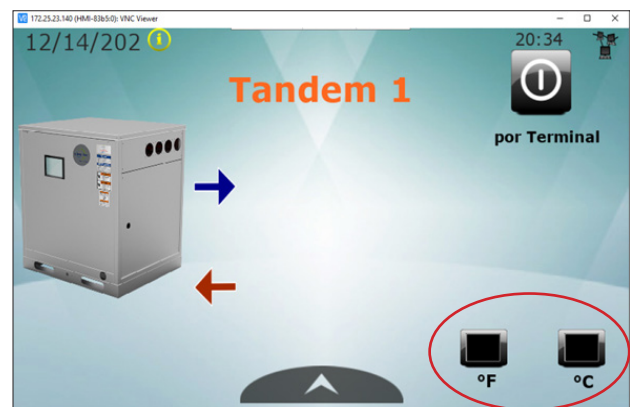 172.25.23.140 (HMI-83b5:0): VNC Viewer
12/14/202
20:34
Tandem 1
por Terminal
°F
°C